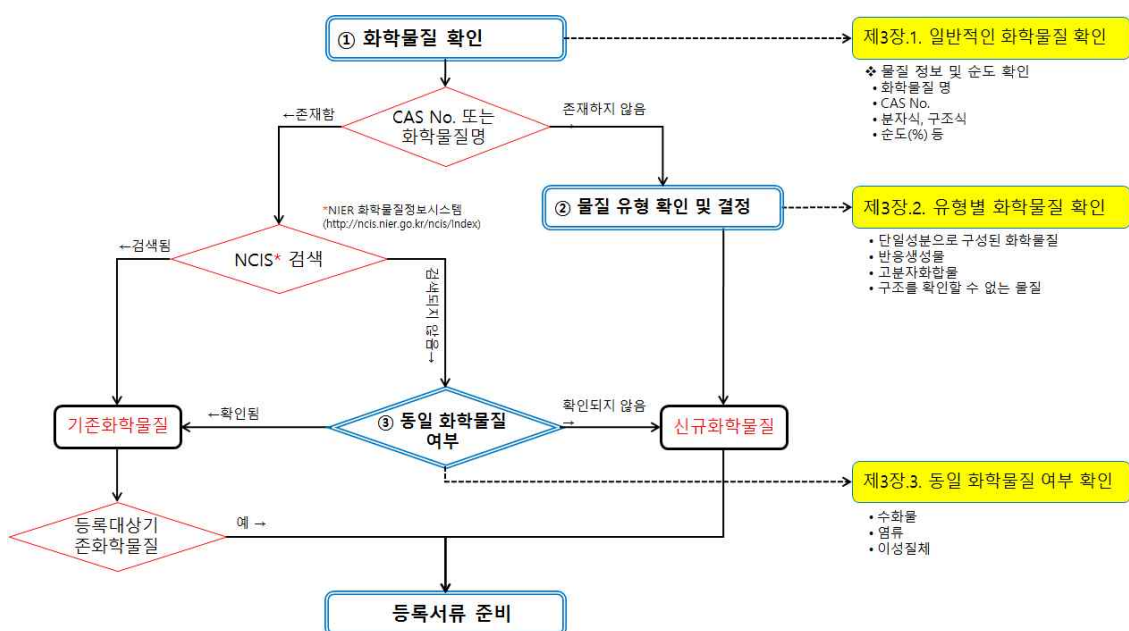 ① 화학물질 확인
제3장.1. 일반적인 화학물질 확인
❖ 물질 정보 및 순도 확인
• 화학물질 명
• CAS No.
• 분자식, 구조식
• 순도(%) 등
←존재함
CAS No. 또는
화학물질명
존재하지 않음
→
② 물질 유형 확인 및 결정
제3장.2. 유형별 화학물질 확인
• 단일성분으로 구성된 화학물질
• 반응생성물
• 고분자화합물
• 구조를 확인할 수 없는 물질
*NIER 화학물질정보시스템
(http://ncis.nier.go.kr/ncis/Index)
←검색됨
NCIS* 검색
검색되지 않음→
기존화학물질
←확인됨
③ 동일 화학물질
여부
확인되지 않음
→
신규화학물질
제3장.3. 동일 화학물질 여부 확인
• 수화물
• 염류
• 이성질체
등록대상기
존화학물질
예 →
등록서류 준비